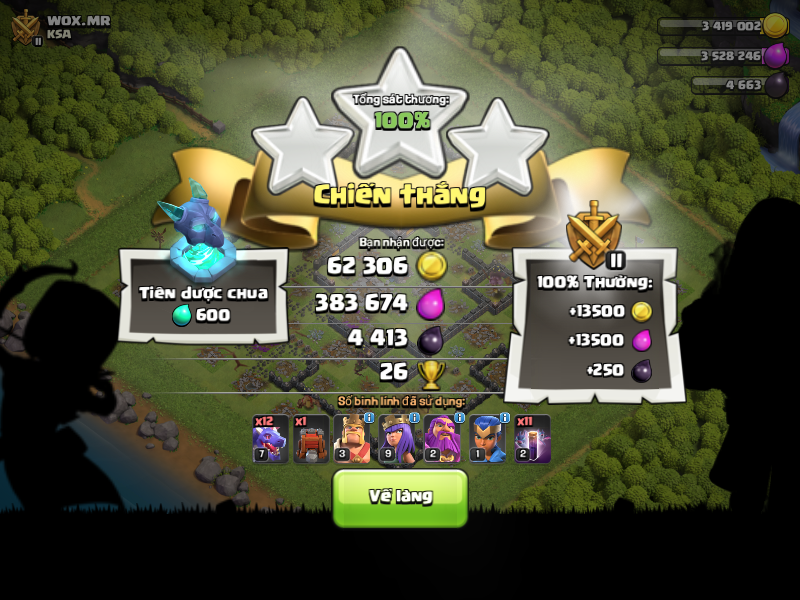 WOX.MR
KSA
II
3 419 002
3 528 246
4 663
Tổng sát thương:
100%
Chiến thắng
Bạn nhận được:
62 306
383 674
4 413
26
Tiên dược chua
600
II
100% Thưởng:
+13500
+13500
+250
Số binh lính đã sử dụng:
x12 x1 x11
7 3 9 2 1 2
Về làng